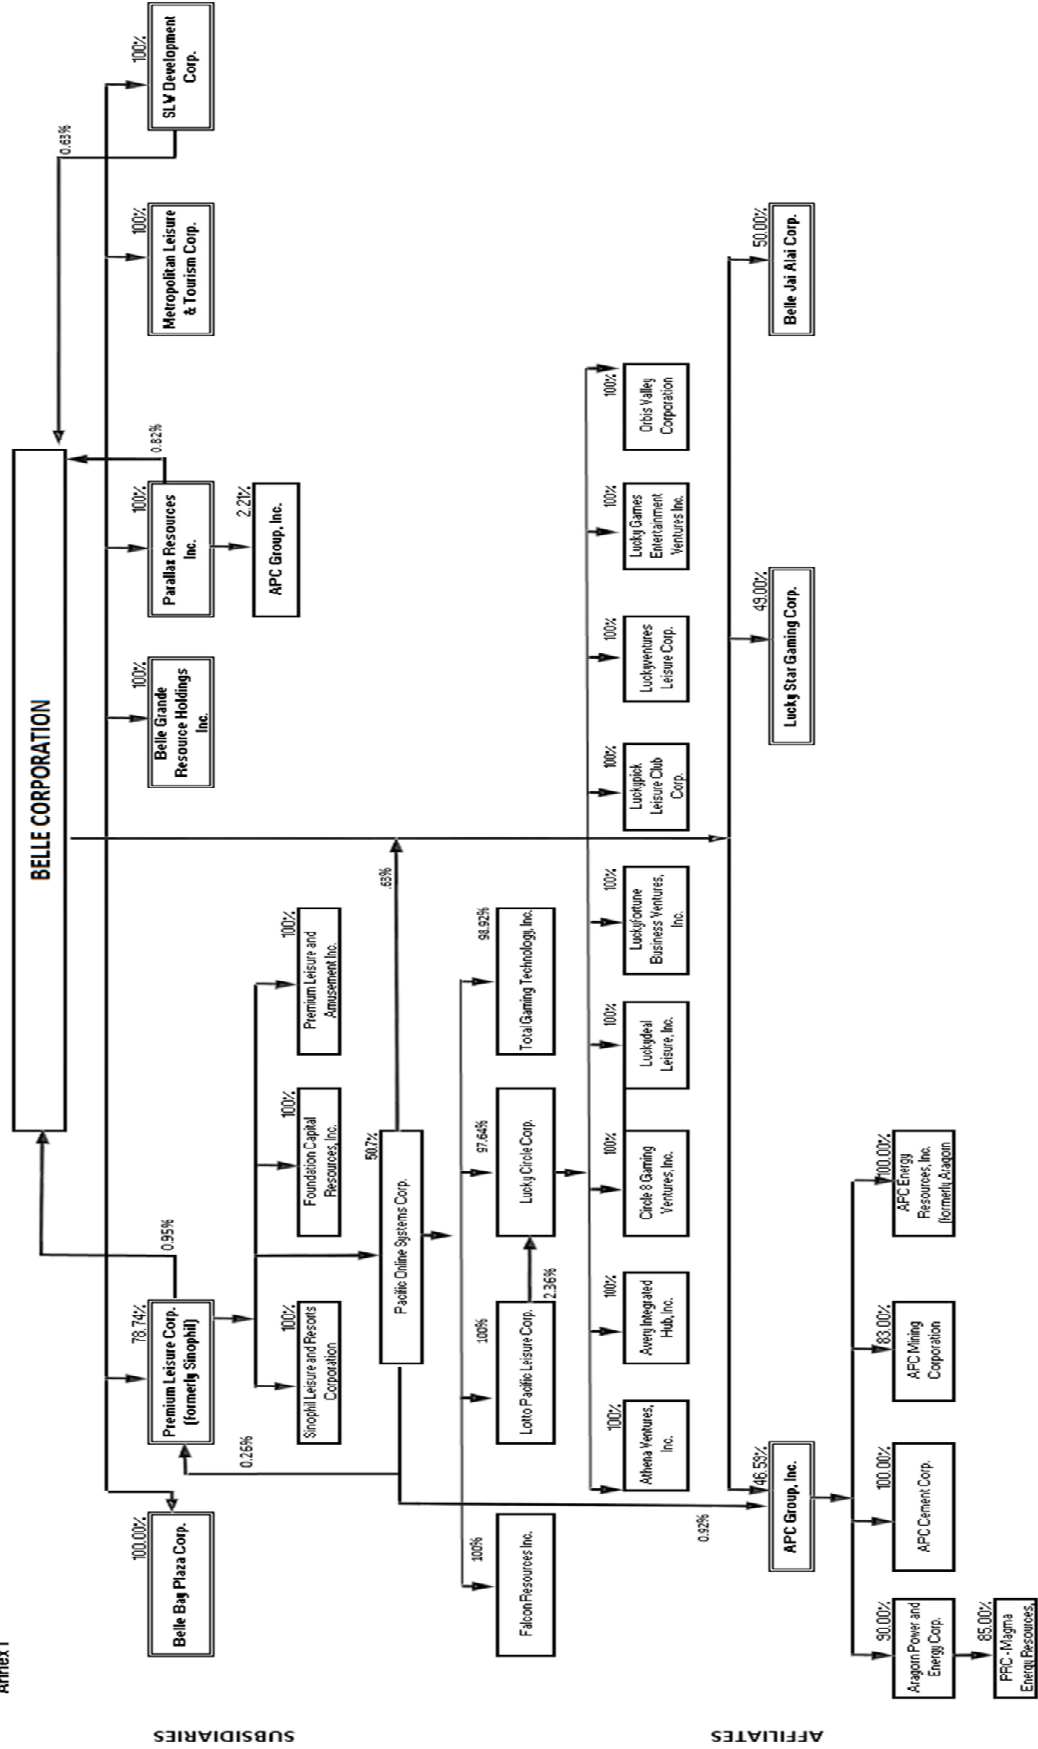 Annex I
BELLE CORPORATION
SUBSIDIARIES
100.00%
Belle Bay Plaza Corp.
78.74%
Premium Leisure Corp.
(formerly Sinophil)
0.95%
0.26%
100%
Belle Grande
Resource Holdings
Inc.
100%
Parallax Resources
Inc.
0.82%
2.21%
APC Group, Inc.
100%
Metropolitan Leisure
& Tourism Corp.
100%
SLW Development
Corp.
0.63%
100%
Sinophil Leisure and Resorts
Corporation
100%
Foundation Capital
Resources, Inc.
100%
Premium Leisure and
Amusement Inc.
50.7%
Pacific Online Systems Corp.
.63%
100%
Falcon Resources Inc.
100%
Lotto Pacific Leisure Corp.
2.36%
97.64%
Lucky Circle Corp.
98.92%
Total Gaming Technology, Inc.
100%
Athena Ventures,
Inc.
100%
Avery Integrated
Hub, Inc.
100%
Circle 8 Gaming
Ventures, Inc.
100%
Luckydeal
Leisure, Inc.
100%
Luckyfortune
Business Ventures,
Inc.
100%
Luckypick
Leisure Club
Corp.
100%
Luckyventures
Leisure Corp.
100%
Lucky Games
Entertainment
Ventures Inc.
100%
Orbis Valley
Corporation
AFFILIATES
0.92%
46.59%
APC Group, Inc.
49.00%
Lucky Star Gaming Corp.
50.00%
Belle Jai Alai Corp.
90.00%
Aragorn Power and
Energy Corp.
100.00%
APC Cement Corp.
83.00%
APC Mining
Corporation
100.00%
APC Energy
Resources, Inc.
(formerly Aragorn
85.00%
PRC - Magma
Energy Resources,